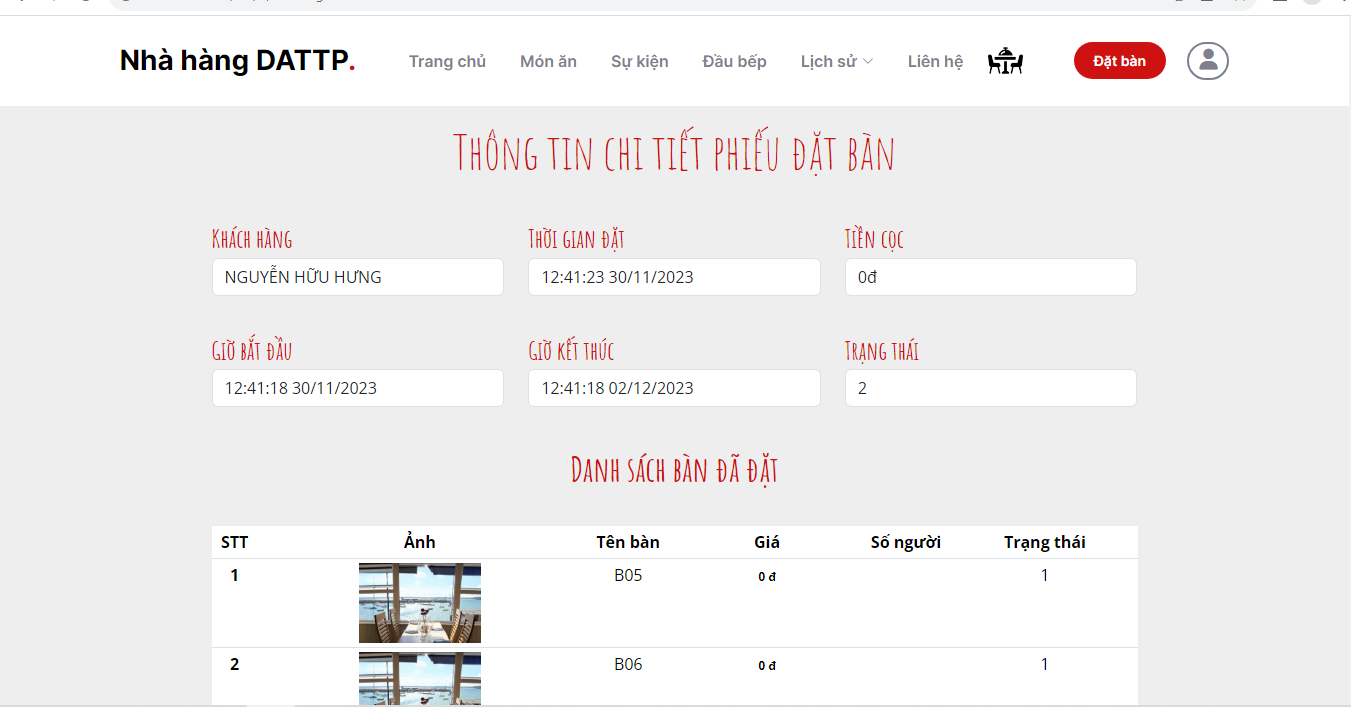 Nhà hàng DATTP.
Trang chủ Món ăn Sự kiện Đầu bếp Lịch sử Liên hệ Đặt bàn
Thông tin chi tiết phiếu đặt bàn
Khách hàng Thời gian đặt Tiền cọc
NGUYỄN HỮU HƯNG 12:41:23 30/11/2023 0đ
Giờ bắt đầu Giờ kết thúc Trạng thái
12:41:18 30/11/2023 12:41:18 02/12/2023 2
Danh sách bàn đã đặt
STT Ảnh Tên bàn Giá Số người Trạng thái
1 B05 0 đ 1
2 B06 0 đ 1